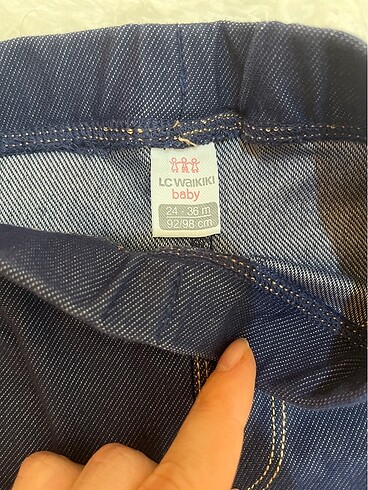 LC WAIKIKI
baby
24 - 36 m
92/98 cm